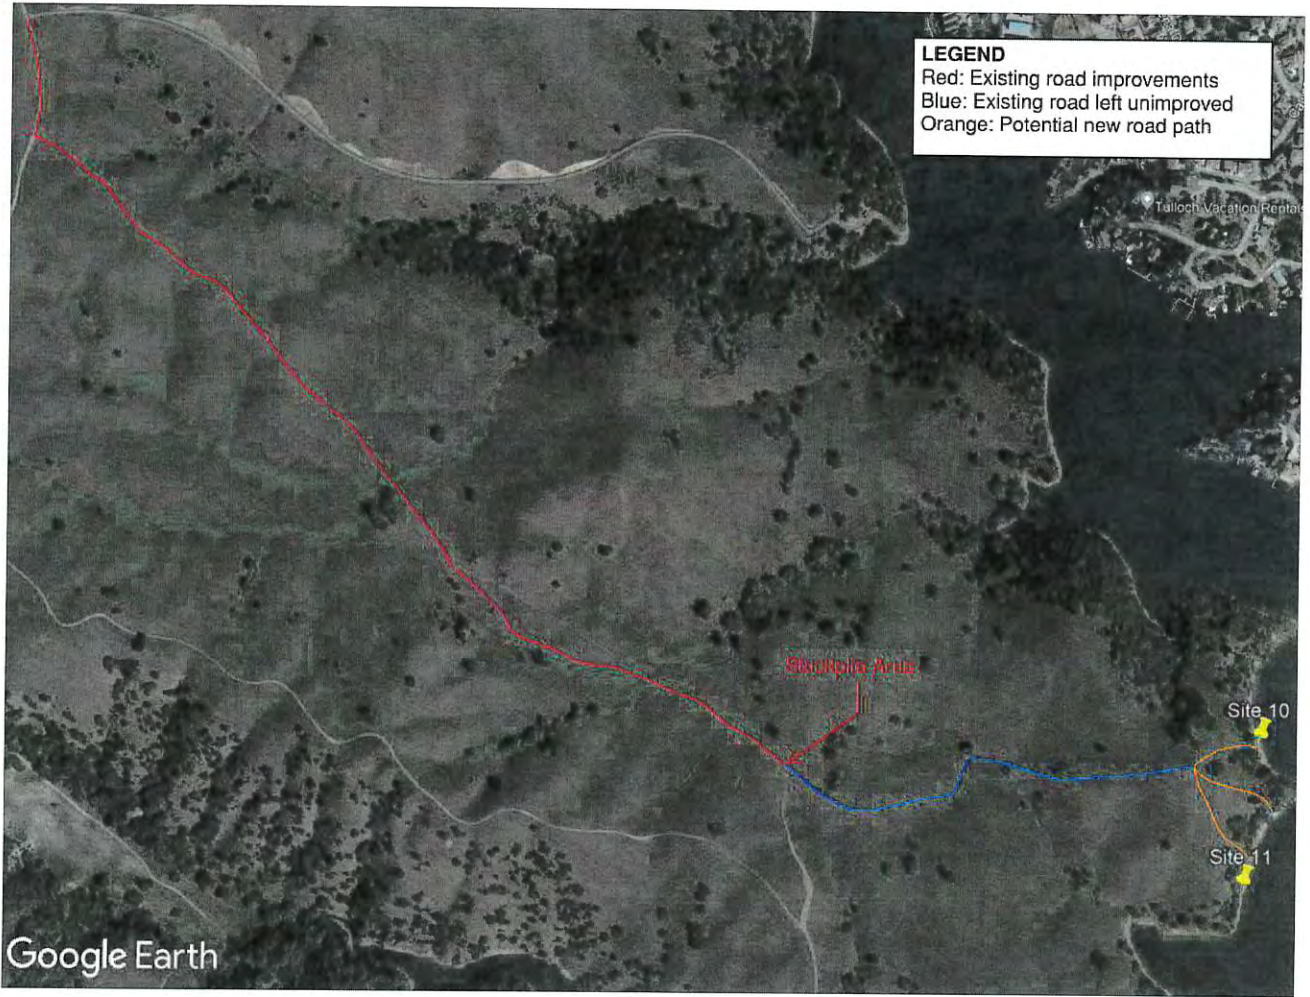 LEGEND
Red: Existing road improvements
Blue: Existing road left unimproved
Orange: Potential new road path
Tulloch Vacation Rentals
Stockpile Area
Site 10
Site 11
Google Earth